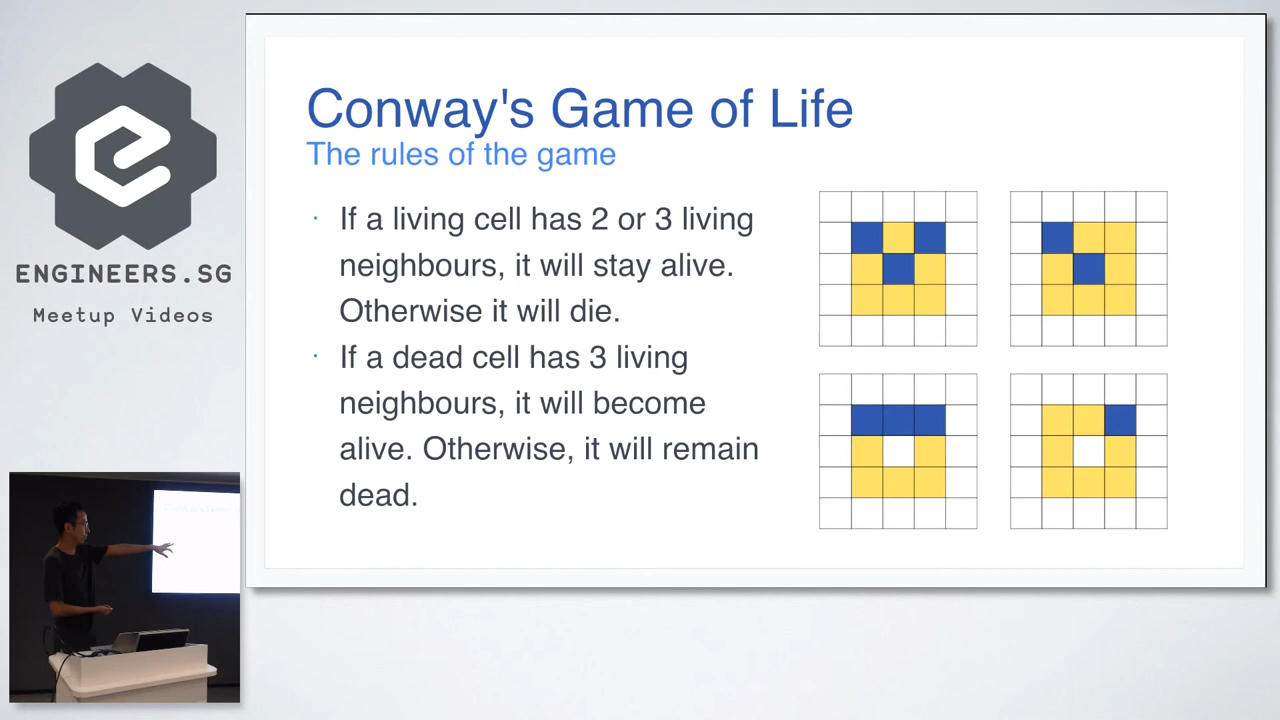 ENGINEERS.SG
Meetup Videos
Conway's Game of Life
The rules of the game
· If a living cell has 2 or 3 living
neighbours, it will stay alive.
Otherwise it will die.
· If a dead cell has 3 living
neighbours, it will become
alive. Otherwise, it will remain
dead.